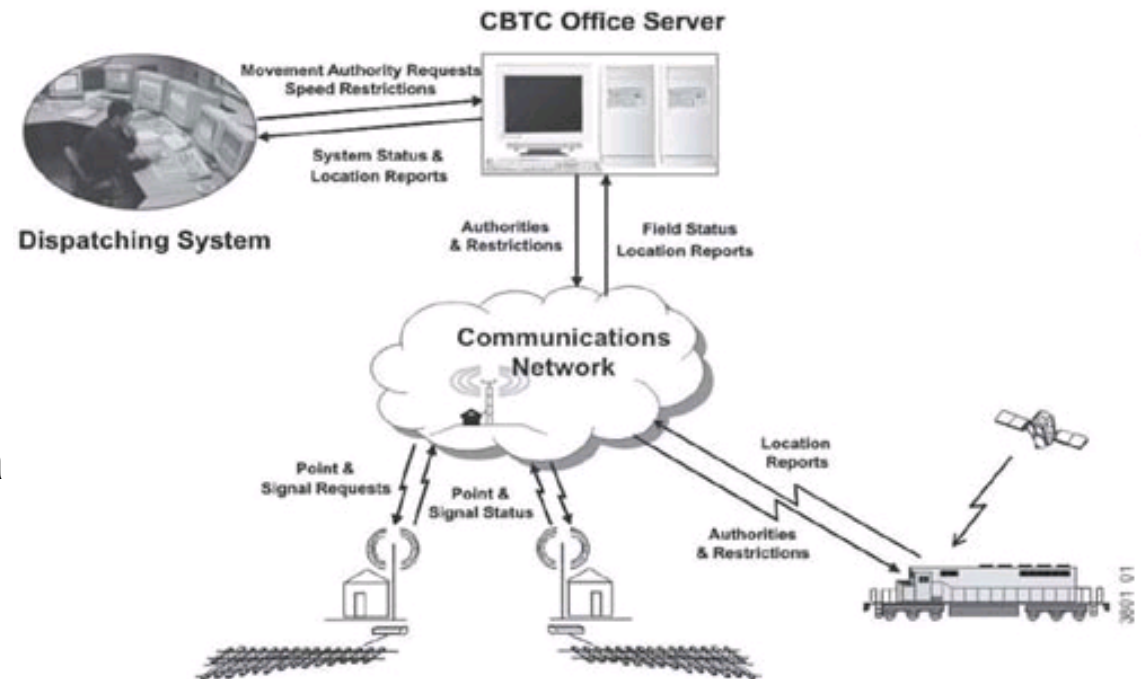 CBTC Office Server
Movement Authority Requests
Speed Restrictions
System Status &
Location Reports
Dispatching System
Authorities
& Restrictions
Field Status
Location Reports
Communications
Network
Point &
Signal Requests
Point &
Signal Status
Location
Reports
Authorities
& Restrictions
3801 01